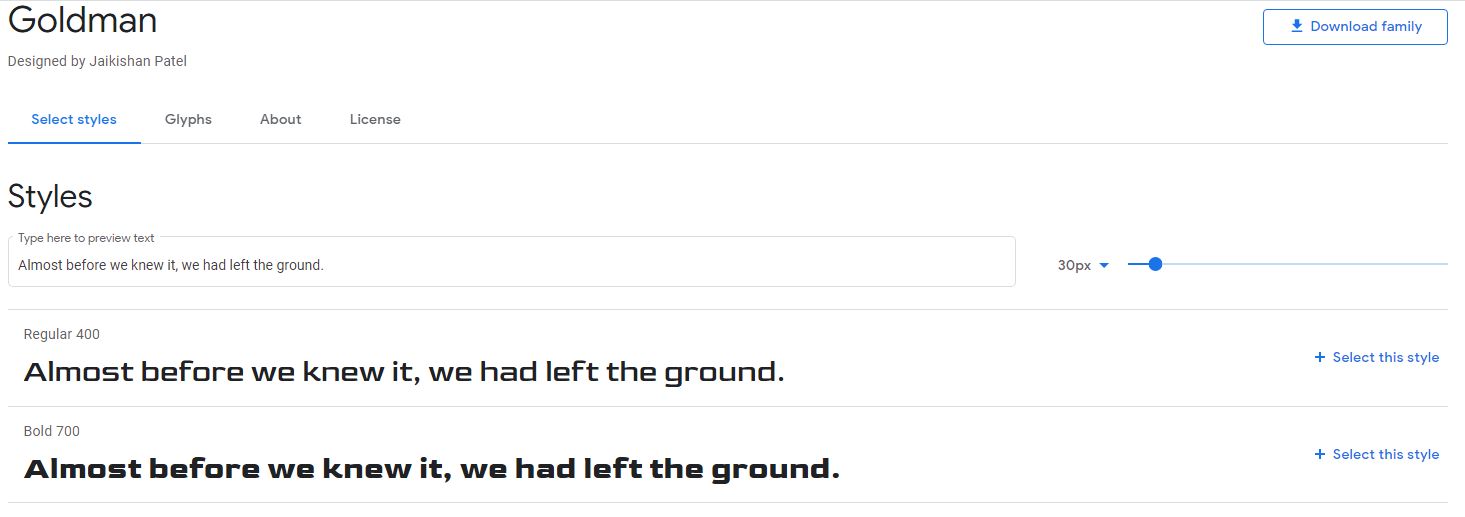 Goldman
Download family
Designed by Jaikishan Patel
Select styles Glyphs About License
Styles
Type here to preview text
Almost before we knew it, we had left the ground.
30px
Regular 400
Almost before we knew it, we had left the ground.
+ Select this style
Bold 700
Almost before we knew it, we had left the ground.
+ Select this style